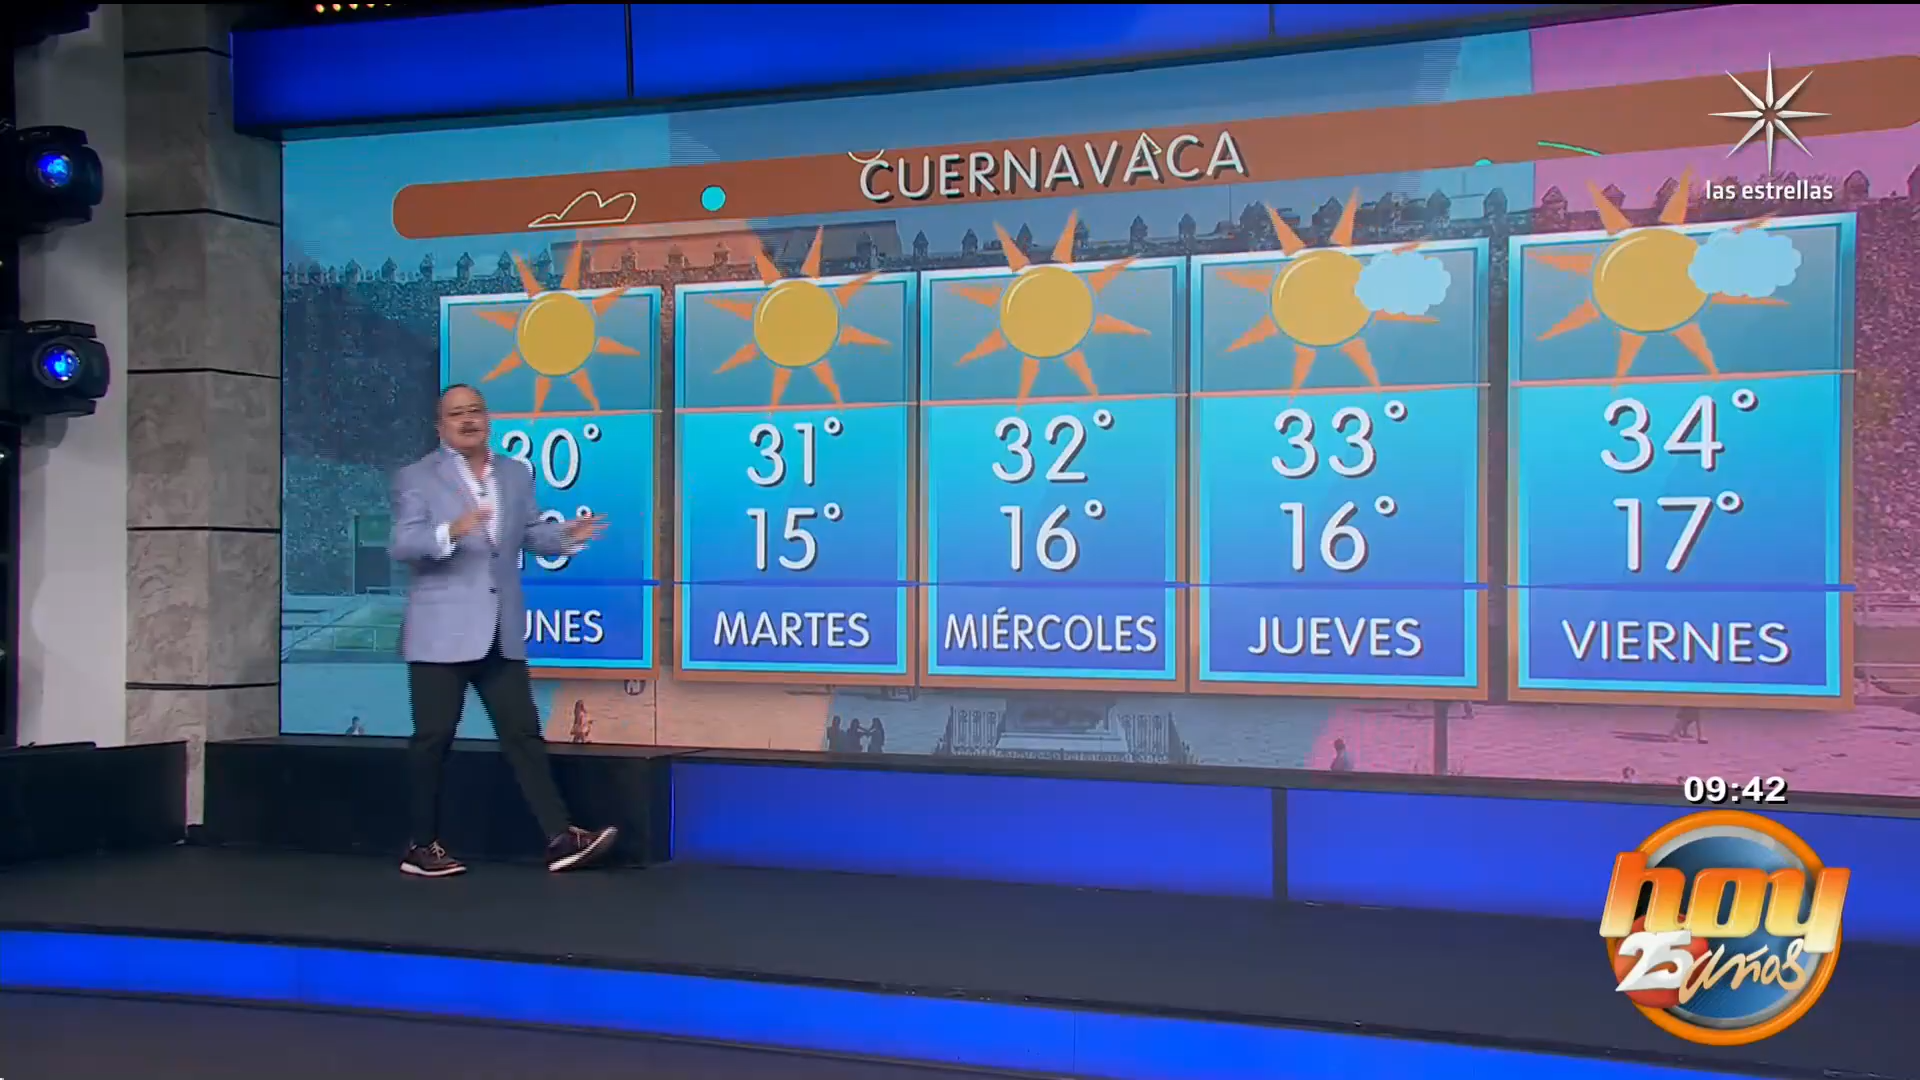 CUERNAVACA
las estrellas
30°
31° 15° MARTES
32° 16° MIÉRCOLES
33° 16° JUEVES
34° 17° VIERNES
09:42
hoy
25 años